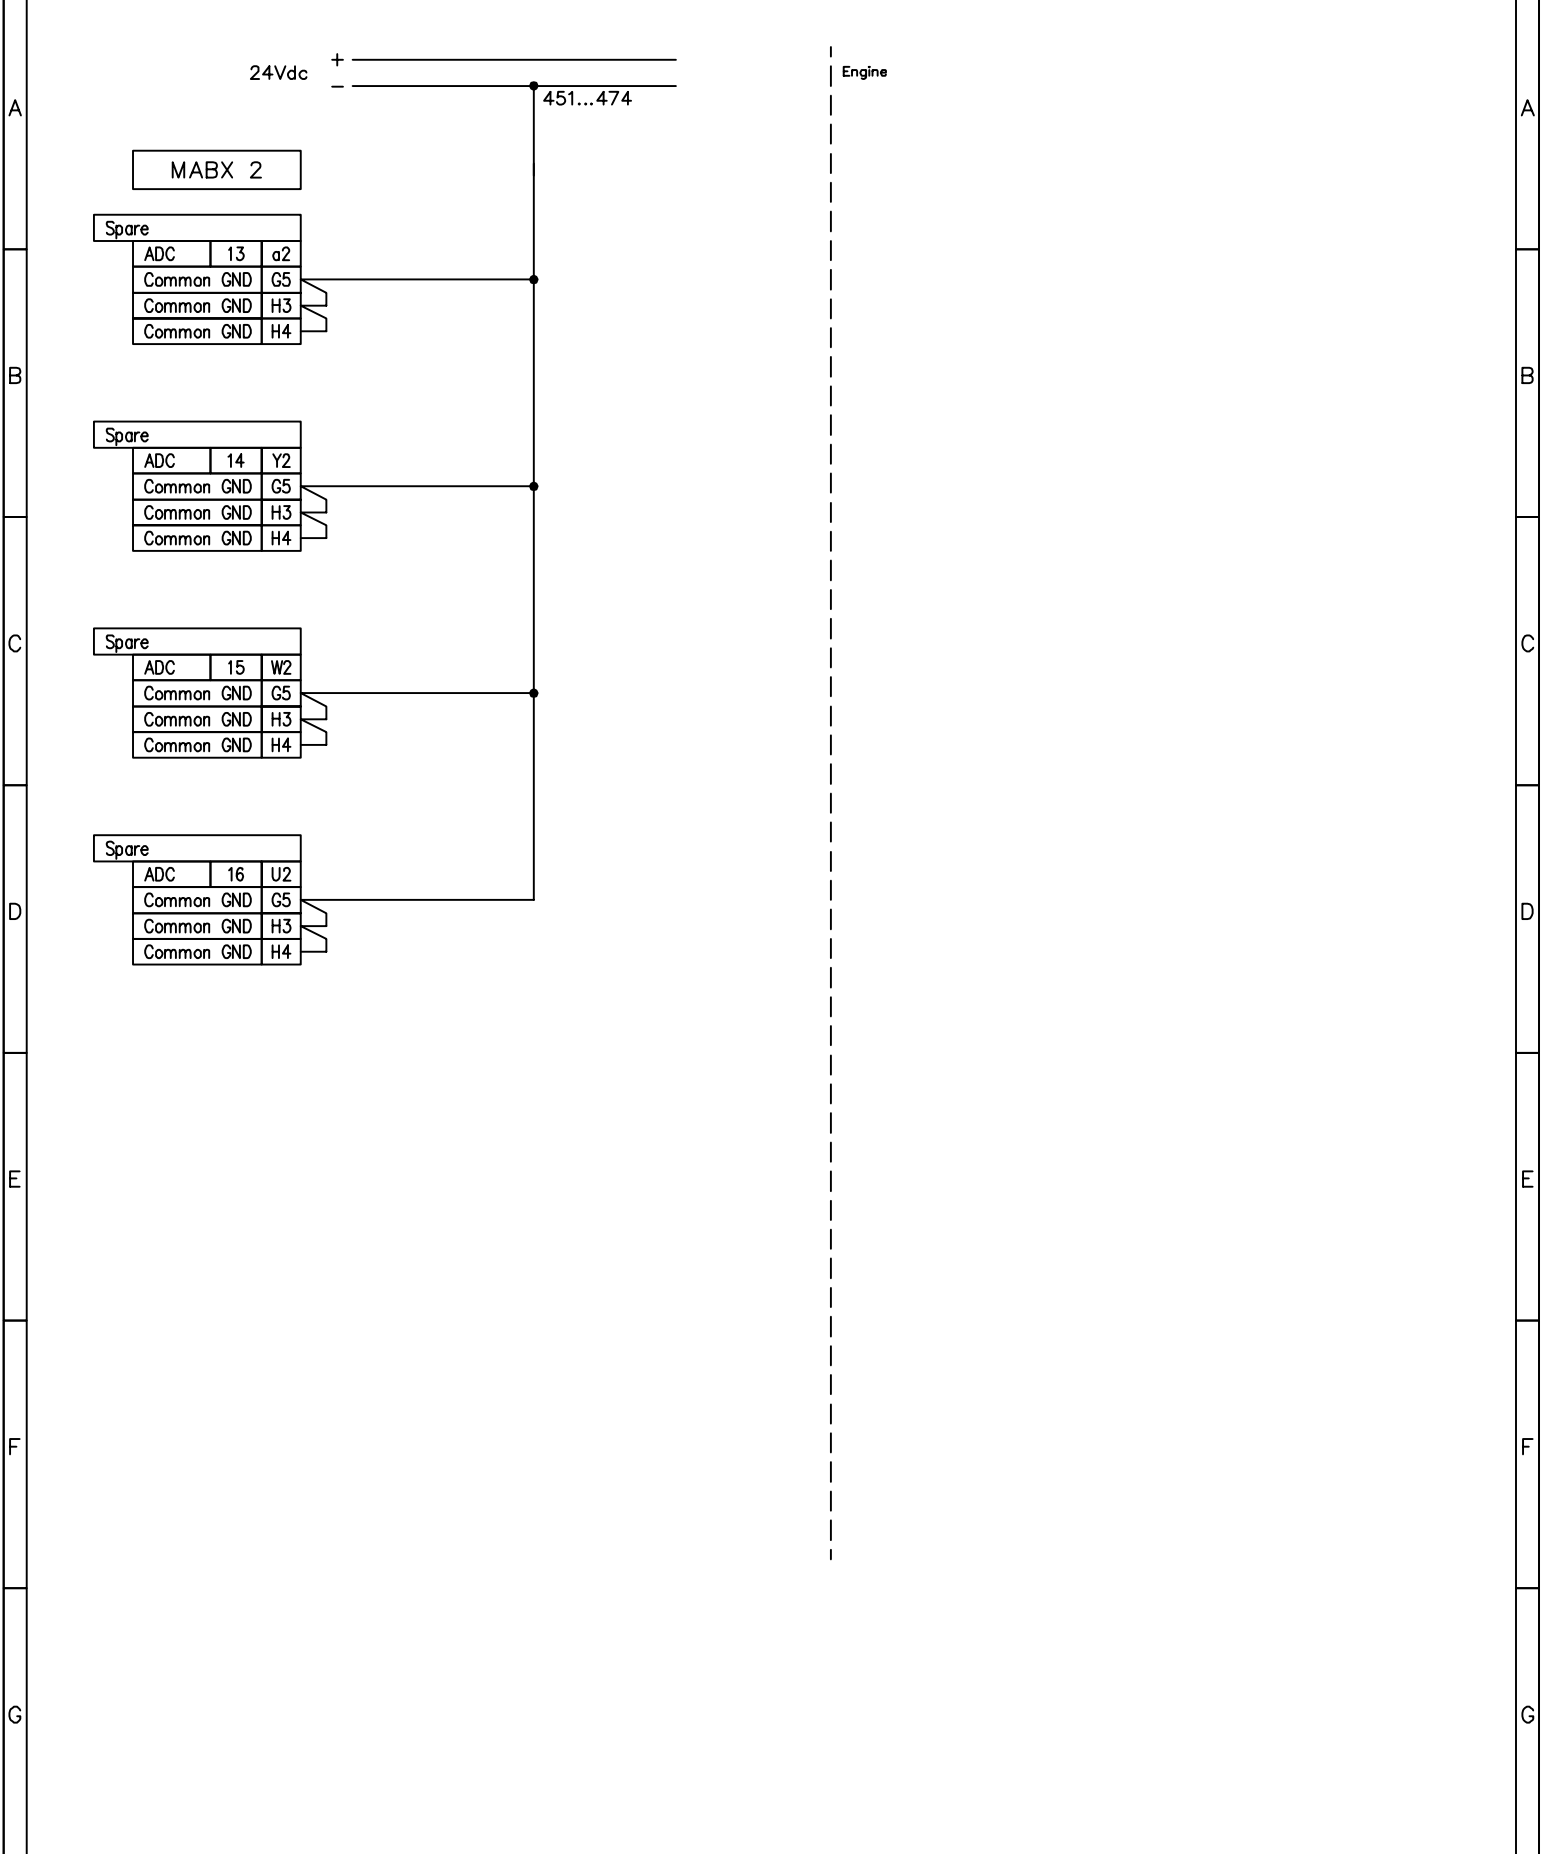 +
24Vdc
−
451...474
Engine
A
A
MABX 2
Spare
ADC 13 a2
Common GND G5
Common GND H3
Common GND H4
B
B
Spare
ADC 14 Y2
Common GND G5
Common GND H3
Common GND H4
C
C
Spare
ADC 15 W2
Common GND G5
Common GND H3
Common GND H4
Spare
ADC 16 U2
Common GND G5
Common GND H3
Common GND H4
D
D
E
E
F
F
G
G